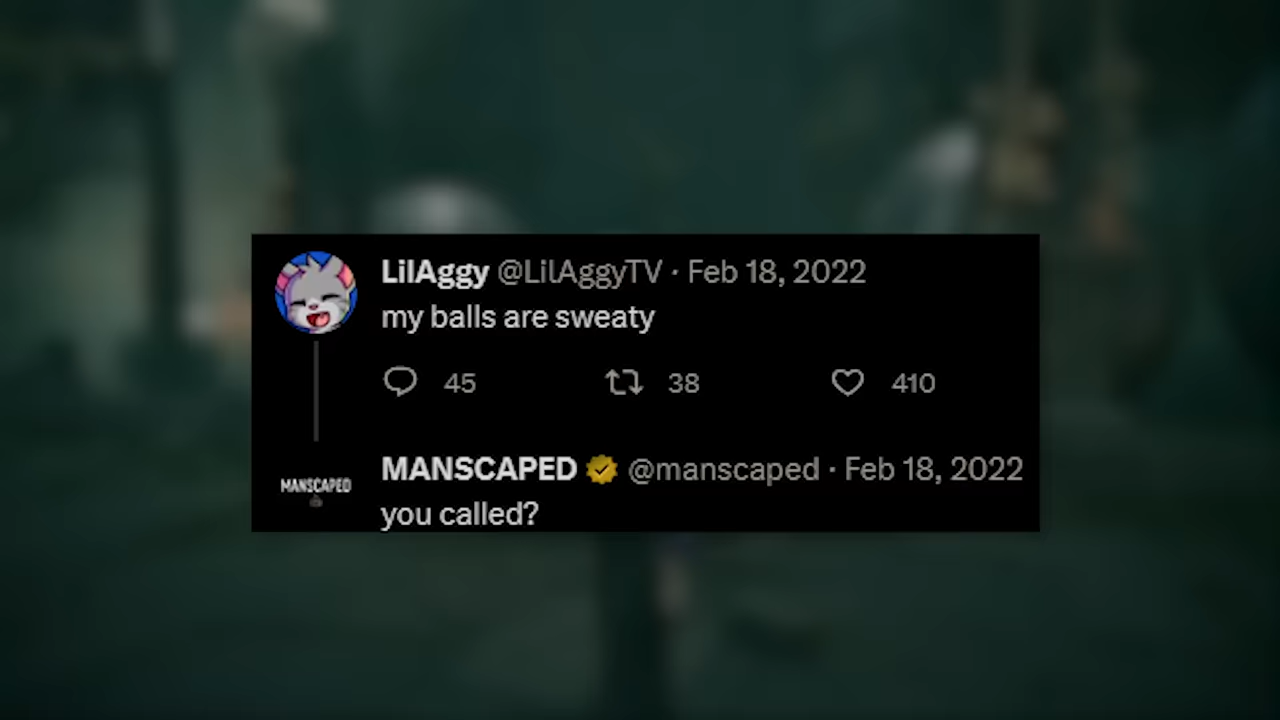 LilAggy @LilAggyTV · Feb 18, 2022
my balls are sweaty
45 38 410
MANSCAPED @manscaped · Feb 18, 2022
MANSCAPED
you called?